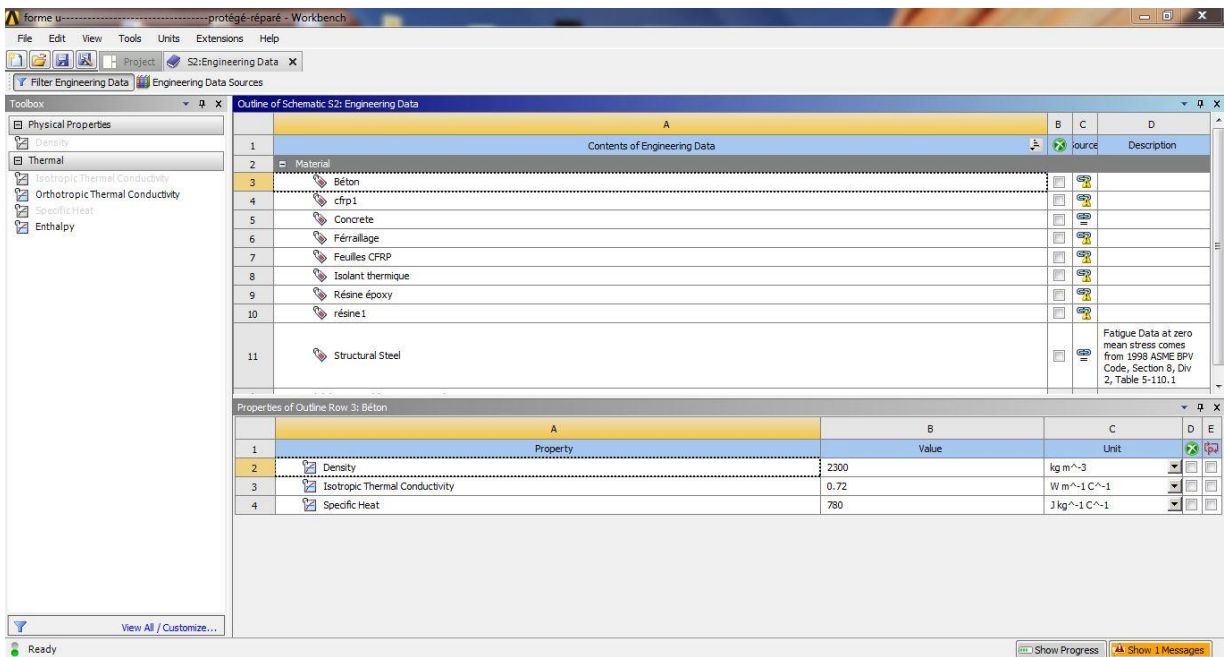 forme u-------------------------------------protégé-réparé - Workbench
File Edit View Tools Units Extensions Help
Project S2:Engineering Data X
Filter Engineering Data Engineering Data Sources
Toolbox
Physical Properties
Density
Thermal
Isotropic Thermal Conductivity
Orthotropic Thermal Conductivity
Specific Heat
Enthalpy
View All / Customize...
Outline of Schematic S2: Engineering Data
A B C D
1 Contents of Engineering Data ource Description
2 Material
3 Béton
4 cfrp1
5 Concrete
6 Férraillage
7 Feuilles CFRP
8 Isolant thermique
9 Résine époxy
10 résine1
11 Structural Steel
Fatigue Data at zero
mean stress comes
from 1998 ASME BPV
Code, Section 8, Div
2, Table 5-110.1
Properties of Outline Row 3: Béton
A B C D E
1 Property Value Unit
2 Density 2300 kg m^-3
3 Isotropic Thermal Conductivity 0.72 W m^-1 C^-1
4 Specific Heat 780 J kg^-1 C^-1
Ready
Show Progress Show 1 Messages